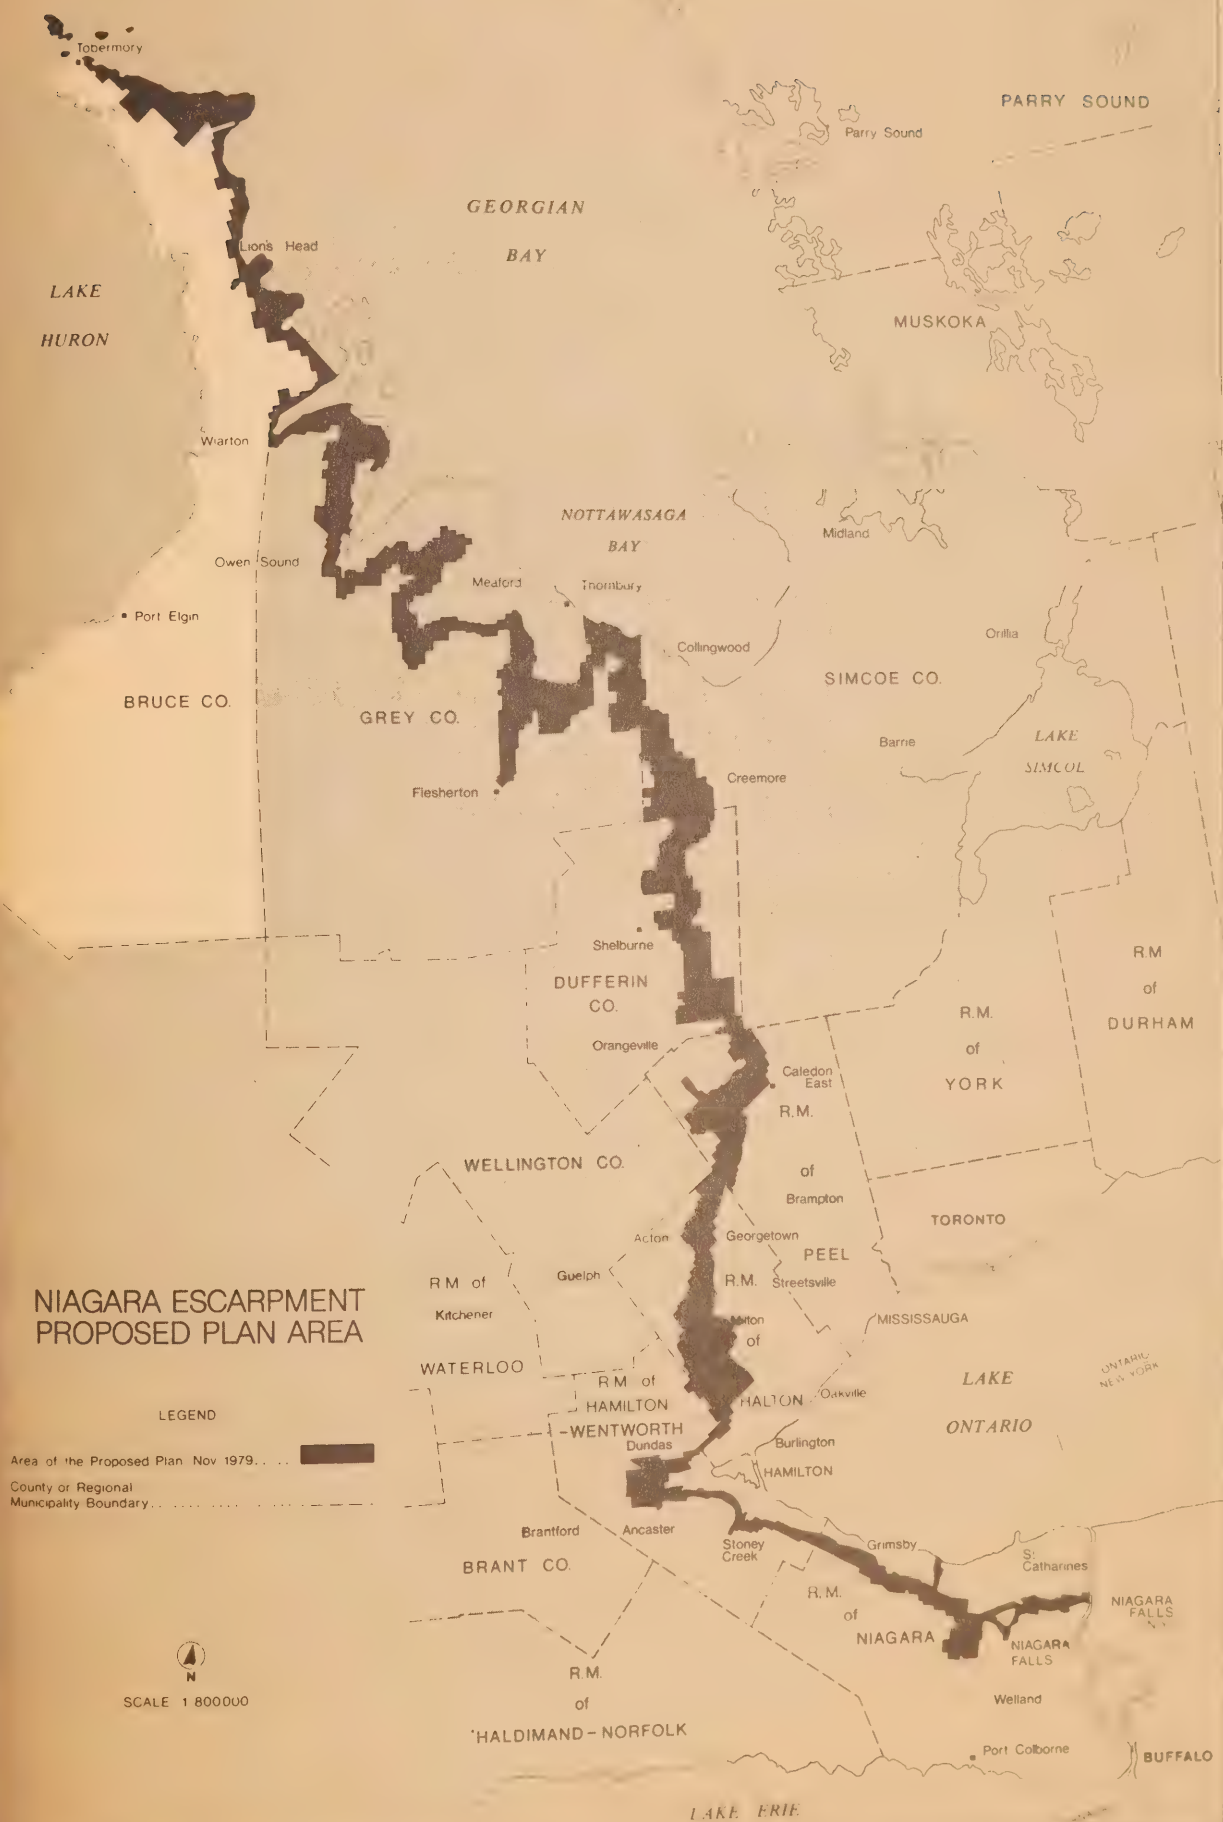 Tobermory
PARRY SOUND
Parry Sound
GEORGIAN
BAY
Lion's Head
LAKE
HURON
MUSKOKA
Wiarton
NOTTAWASAGA
BAY
Midland
Owen Sound
Meaford
Thornbury
Port Elgin
Orillia
Collingwood
SIMCOE CO.
BRUCE CO.
GREY CO.
Barrie
LAKE
SIMCOE
Creemore
Flesherton
Shelburne
R.M
of
DURHAM
DUFFERIN
CO.
R.M.
of
YORK
Orangeville
Caledon
East
R.M.
of
WELLINGTON CO.
Brampton
TORONTO
Acton
Georgetown
PEEL
R.M of
Guelph
R.M.
Streetsville
NIAGARA ESCARPMENT
PROPOSED PLAN AREA
Kitchener
Milton
of
MISSISSAUGA
WATERLOO
ONTARIO
NEW YORK
R.M of
HAMILTON
HALTON
Oakville
LAKE
ONTARIO
LEGEND
-WENTWORTH
Dundas
Burlington
HAMILTON
Area of the Proposed Plan Nov 1979. . . .
County or Regional
Municipality Boundary. . . . . . . . . . .
Brantford
Ancaster
Stoney
Creek
Grimsby
St.
Catharines
BRANT CO.
R.M.
of
NIAGARA
NIAGARA
FALLS
NIAGARA
FALLS
N
SCALE 1 800000
R.M.
of
HALDIMAND-NORFOLK
Welland
Port Colborne
BUFFALO
LAKE ERIE